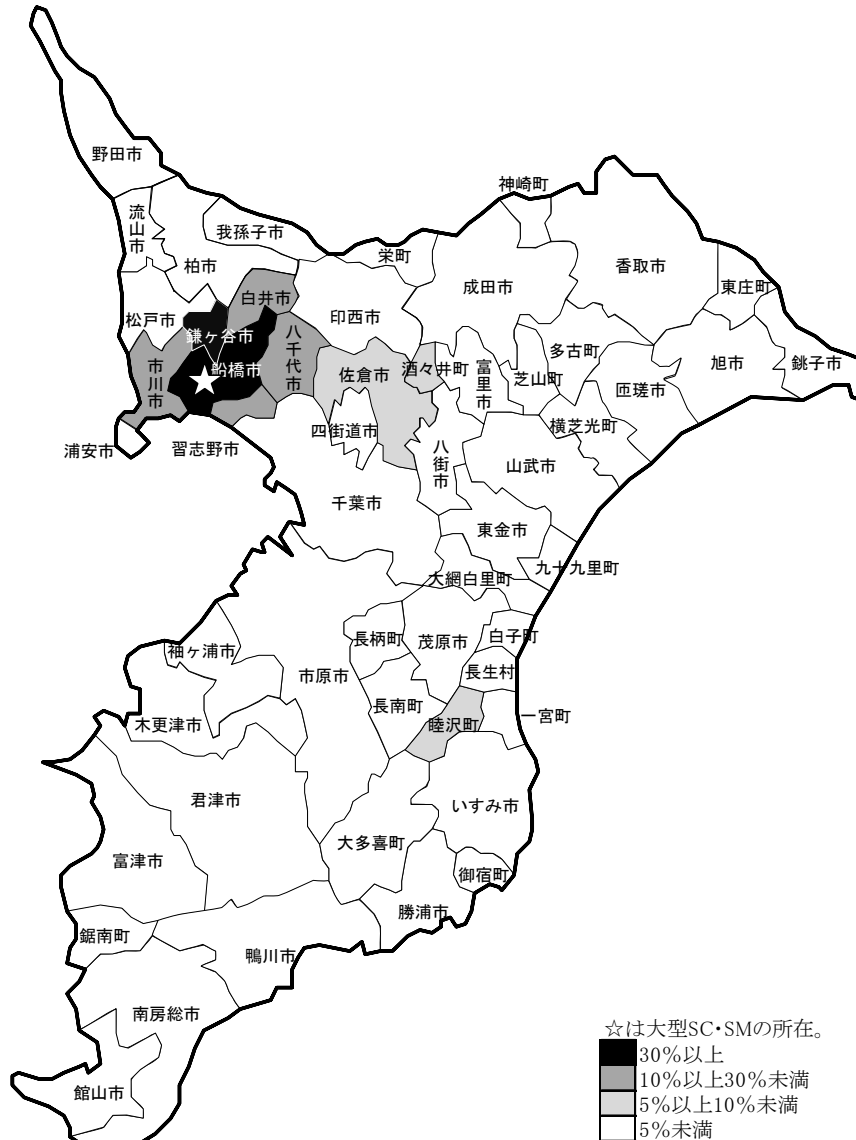 野田市
神崎町
流山市
我孫子市
栄町
柏市
成田市
香取市
東庄町
白井市
印西市
松戸市
鎌ヶ谷市
八千代市
市川市
船橋市
佐倉市
酒々井町
富里市
芝山町
多古町
匝瑳市
旭市
銚子市
横芝光町
四街道市
八街市
山武市
浦安市
習志野市
千葉市
東金市
九十九里町
大網白里町
白子町
長柄町
茂原市
袖ヶ浦市
市原市
長生村
長南町
睦沢町
一宮町
木更津市
君津市
いすみ市
大多喜町
富津市
御宿町
勝浦市
鋸南町
鴨川市
南房総市
館山市
☆は大型SC・SMの所在。
30％以上
10％以上30％未満
5％以上10％未満
5％未満